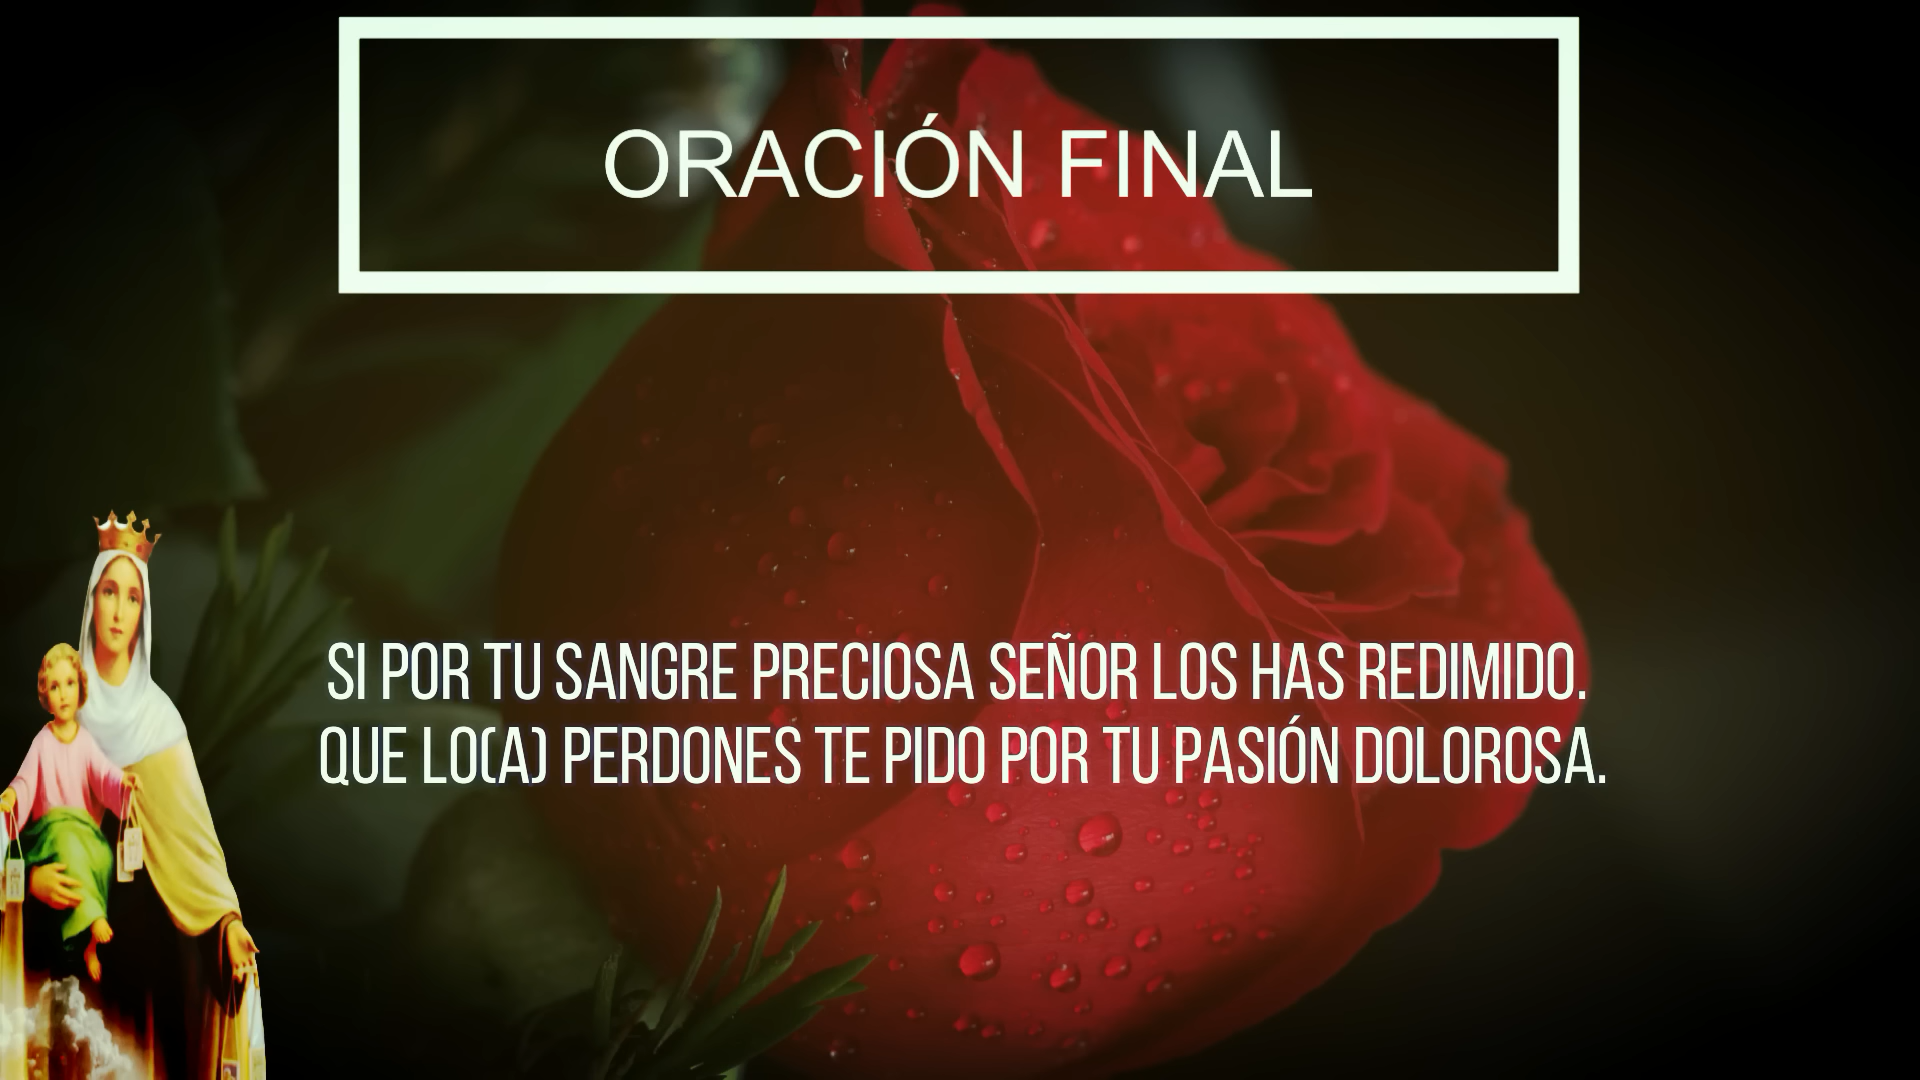 ORACIÓN FINAL
SI POR TU SANGRE PRECIOSA SEÑOR LOS HAS REDIMIDO.
QUE LO(A) PERDONES TE PIDO POR TU PASIÓN DOLOROSA.